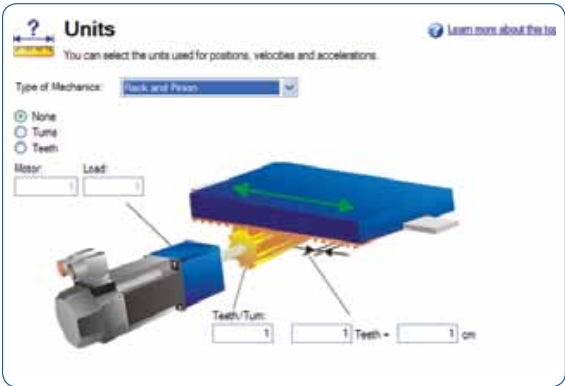 ?
Units
Learn more about this top
You can select the units used for positions, velocities and accelerations.
Type of Mechanics: Rack and Pinion
None
Turns
Teeth
Motor: Load:
1 1
Teeth/Turn:
1 1 Teeth = 1 cm